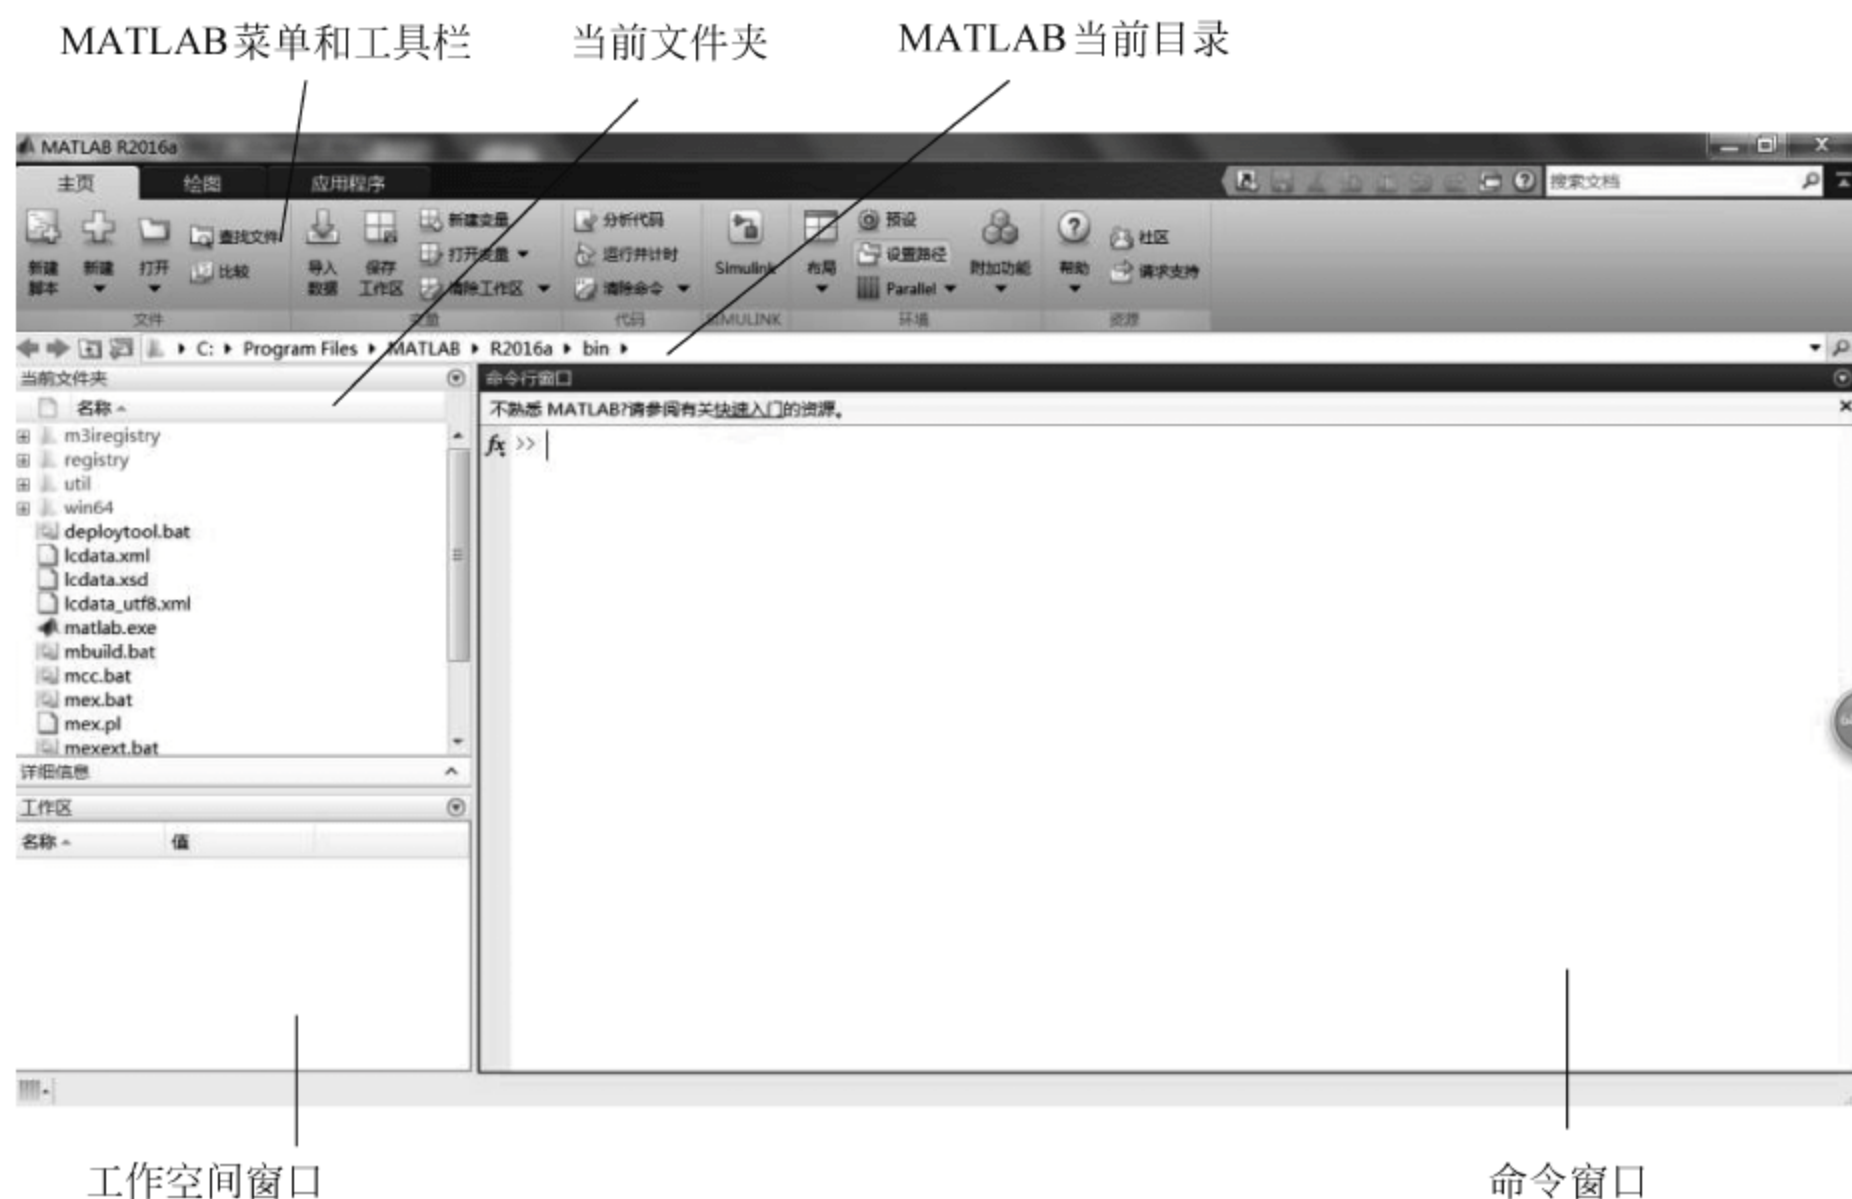 MATLAB菜单和工具栏 当前文件夹 MATLAB当前目录
MATLAB R2016a
主页 绘图 应用程序 搜索文档
新建变量 分析代码 预设
查找文件 社区
打开变量 运行并计时 设置路径
新建 新建 打开 导入 保存 Simulink 布局 附加功能 帮助
比较 请求支持
脚本 数据 工作区 清除工作区 清除命令 Parallel
文件 变量 代码 SIMULINK 环境 资源
C: Program Files MATLAB R2016a bin
当前文件夹 命令行窗口
名称 不熟悉 MATLAB?请参阅有关快速入门的资源。
m3iregistry fx >>
registry
util
win64
deploytool.bat
lcdata.xml
lcdata.xsd
lcdata_utf8.xml
matlab.exe
mbuild.bat
mcc.bat
mex.bat
mex.pl
mexext.bat
详细信息
工作区
名称 值
工作空间窗口 命令窗口